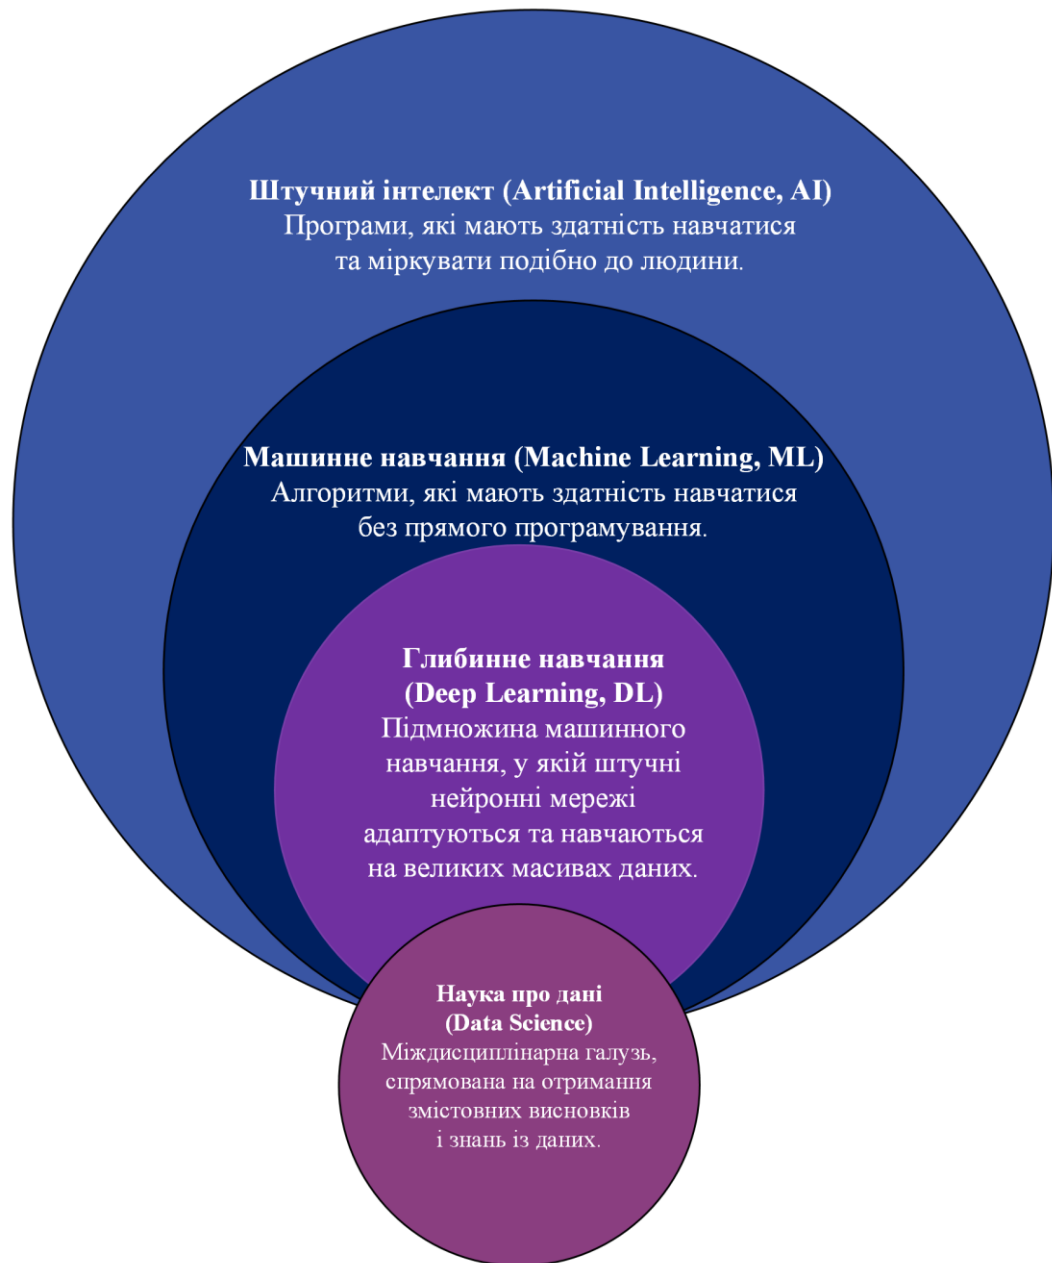 Штучний інтелект (Artificial Intelligence, AI)
Програми, які мають здатність навчатися
та міркувати подібно до людини.
Машинне навчання (Machine Learning, ML)
Алгоритми, які мають здатність навчатися
без прямого програмування.
Глибинне навчання
(Deep Learning, DL)
Підмножина машинного
навчання, у якій штучні
нейронні мережі
адаптуються та навчаються
на великих масивах даних.
Наука про дані
(Data Science)
Міждисциплінарна галузь,
спрямована на отримання
змістовних висновків
і знань із даних.